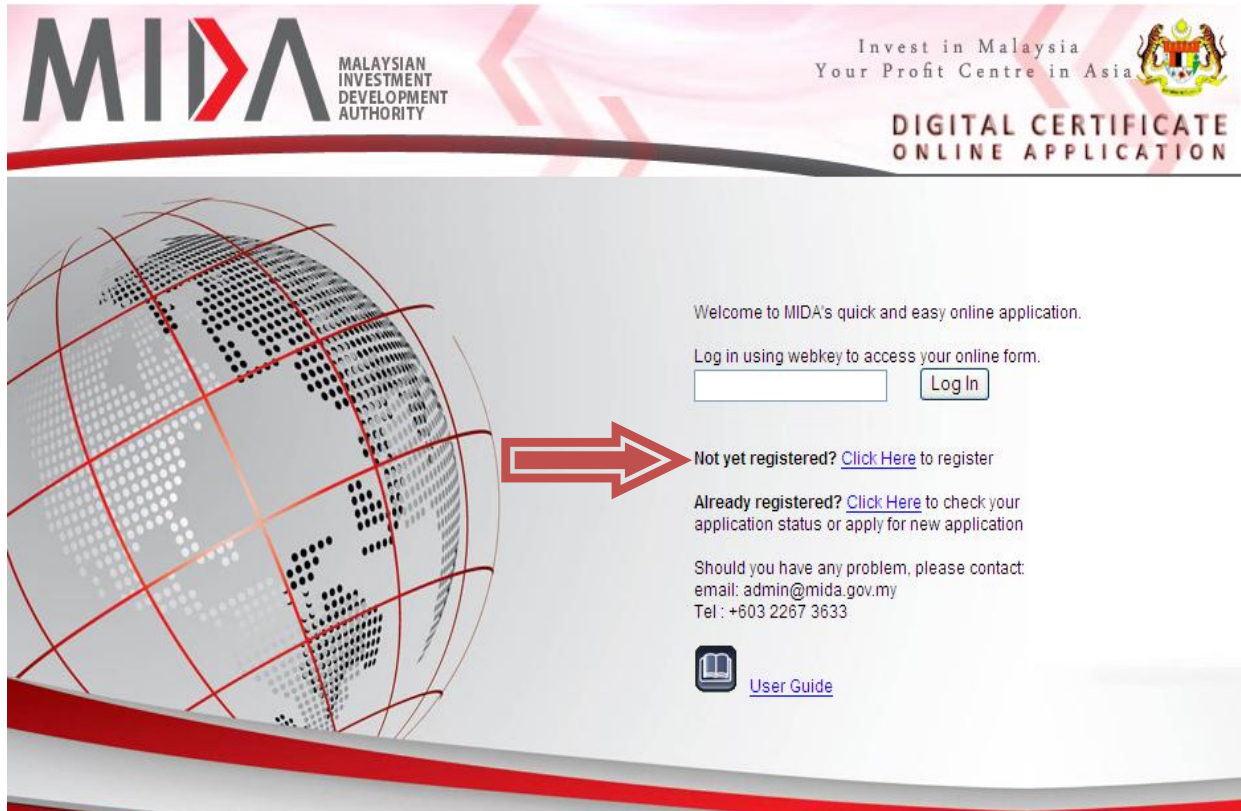 MIDA
MALAYSIAN
INVESTMENT
DEVELOPMENT
AUTHORITY
Invest in Malaysia
Your Profit Centre in Asia
DIGITAL CERTIFICATE
ONLINE APPLICATION
Welcome to MIDA's quick and easy online application.
Log in using webkey to access your online form.
Log In
Not yet registered? Click Here to register
Already registered? Click Here to check your
application status or apply for new application
Should you have any problem, please contact:
email: admin@mida.gov.my
Tel : +603 2267 3633
User Guide